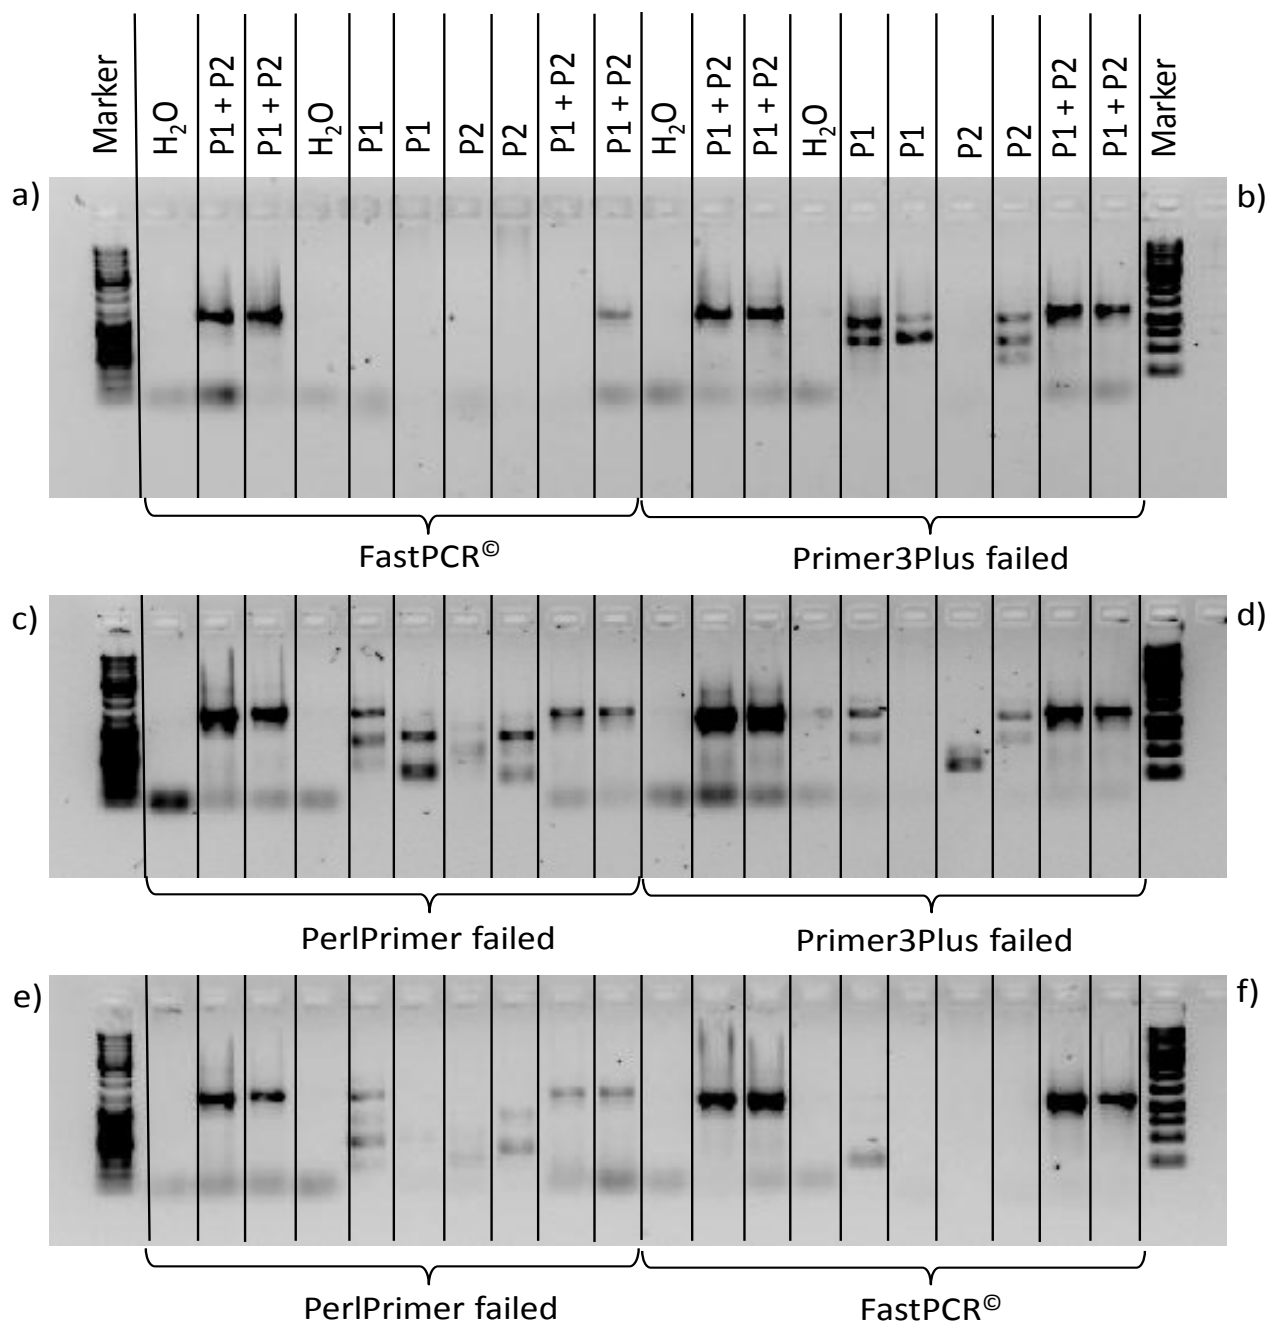 Marker
H₂O
P1 + P2
P1 + P2
H₂O
P1
P1
P2
P2
P1 + P2
P1 + P2
H₂O
P1 + P2
P1 + P2
H₂O
P1
P1
P2
P2
P1 + P2
P1 + P2
Marker
a)
b)
FastPCR©
Primer3Plus failed
c)
d)
PerlPrimer failed
Primer3Plus failed
e)
f)
PerlPrimer failed
FastPCR©